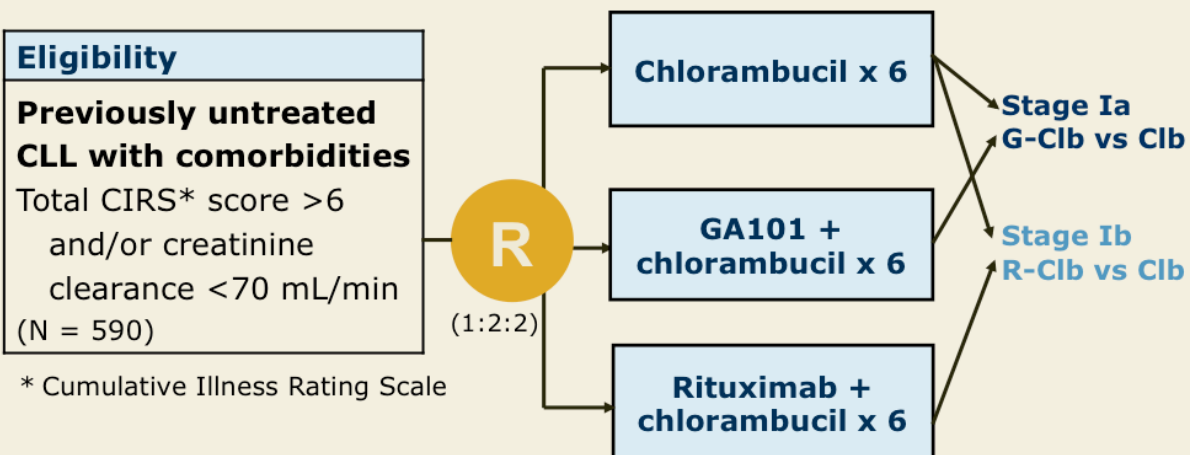 Eligibility
Previously untreated
CLL with comorbidities
Total CIRS* score >6
and/or creatinine
clearance <70 mL/min
(N = 590)
* Cumulative Illness Rating Scale
R
(1:2:2)
Chlorambucil x 6
GA101 +
chlorambucil x 6
Rituximab +
chlorambucil x 6
Stage Ia
G-Clb vs Clb
Stage Ib
R-Clb vs Clb